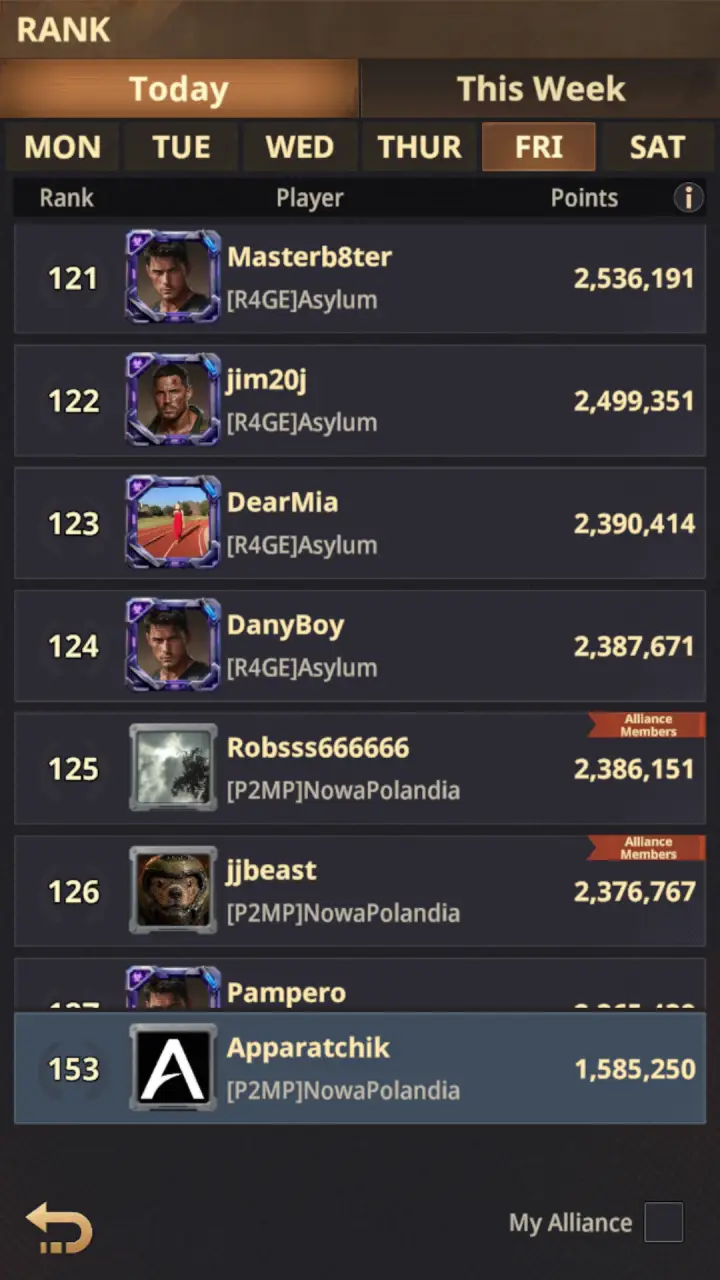 RANK
Today This Week
MON TUE WED THUR FRI SAT
Rank Player Points i
Masterb8ter
121 2,536,191
[R4GE]Asylum
jim20j
122 2,499,351
[R4GE]Asylum
DearMia
123 2,390,414
[R4GE]Asylum
DanyBoy
124 2,387,671
[R4GE]Asylum
Alliance
Members
Robsss666666
125 2,386,151
[P2MP]NowaPolandia
Alliance
Members
jjbeast
126 2,376,767
[P2MP]NowaPolandia
Pampero
Apparatchik
153 1,585,250
[P2MP]NowaPolandia
My Alliance